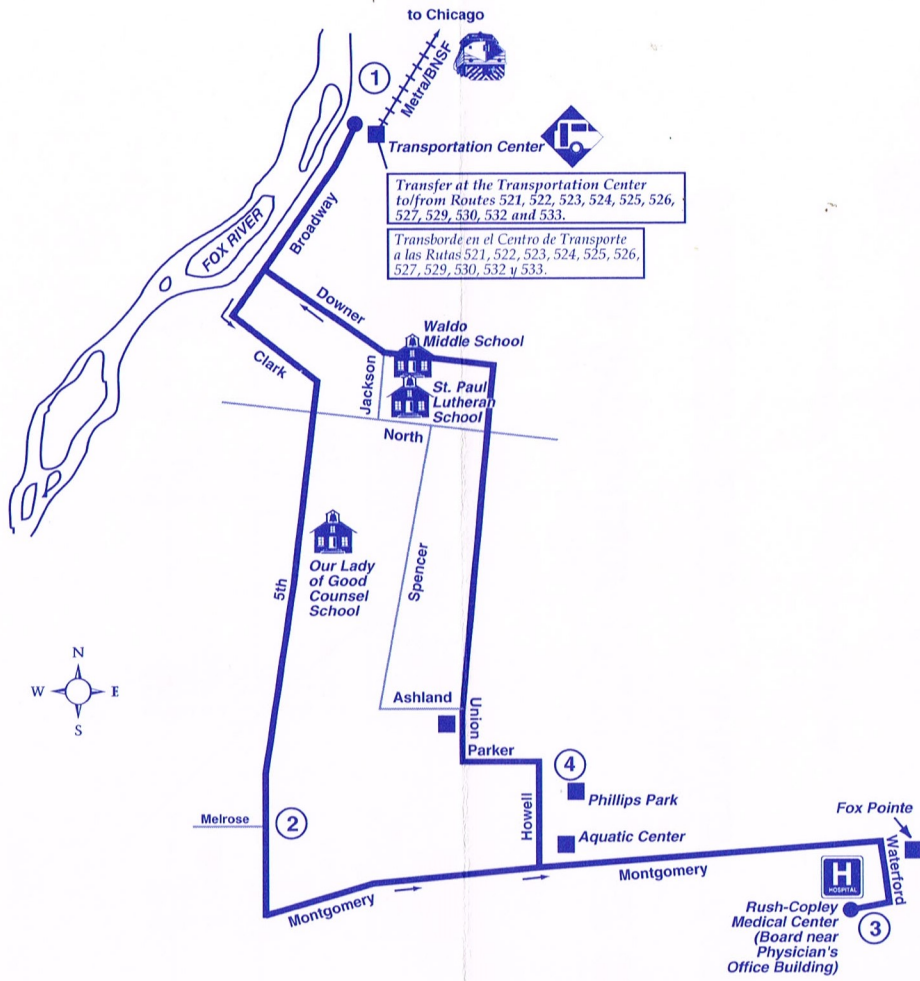 to Chicago
1
Metra/BNSF
Transportation Center
Transfer at the Transportation Center
to/from Routes 521, 522, 523, 524, 525, 526,
527, 529, 530, 532 and 533.
Transborde en el Centro de Transporte
a las Rutas 521, 522, 523, 524, 525, 526,
527, 529, 530, 532 y 533.
Broadway
FOX RIVER
Downer
Waldo
Middle School
Clark
Jackson
St. Paul
Lutheran
School
North
5th
Our Lady
of Good
Counsel
School
Spencer
N
W
E
S
Ashland
Union
Parker
4
Phillips Park
Howell
Melrose
2
Aquatic Center
Fox Pointe
Waterford
Montgomery
Montgomery
H
HOSPITAL
Rush-Copley
Medical Center
(Board near
Physician's
Office Building)
3